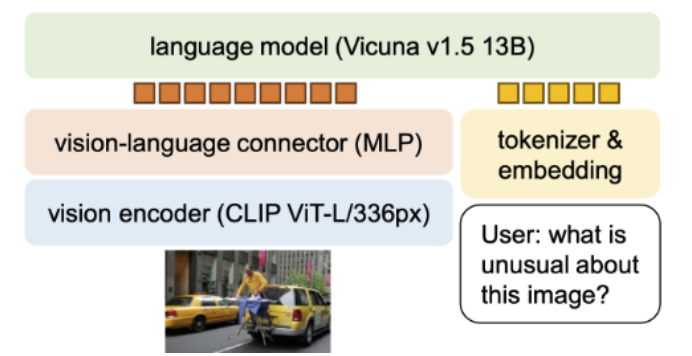 language model (Vicuna v1.5 13B)
vision-language connector (MLP)
tokenizer &
embedding
vision encoder (CLIP ViT-L/336px)
User: what is
unusual about
this image?